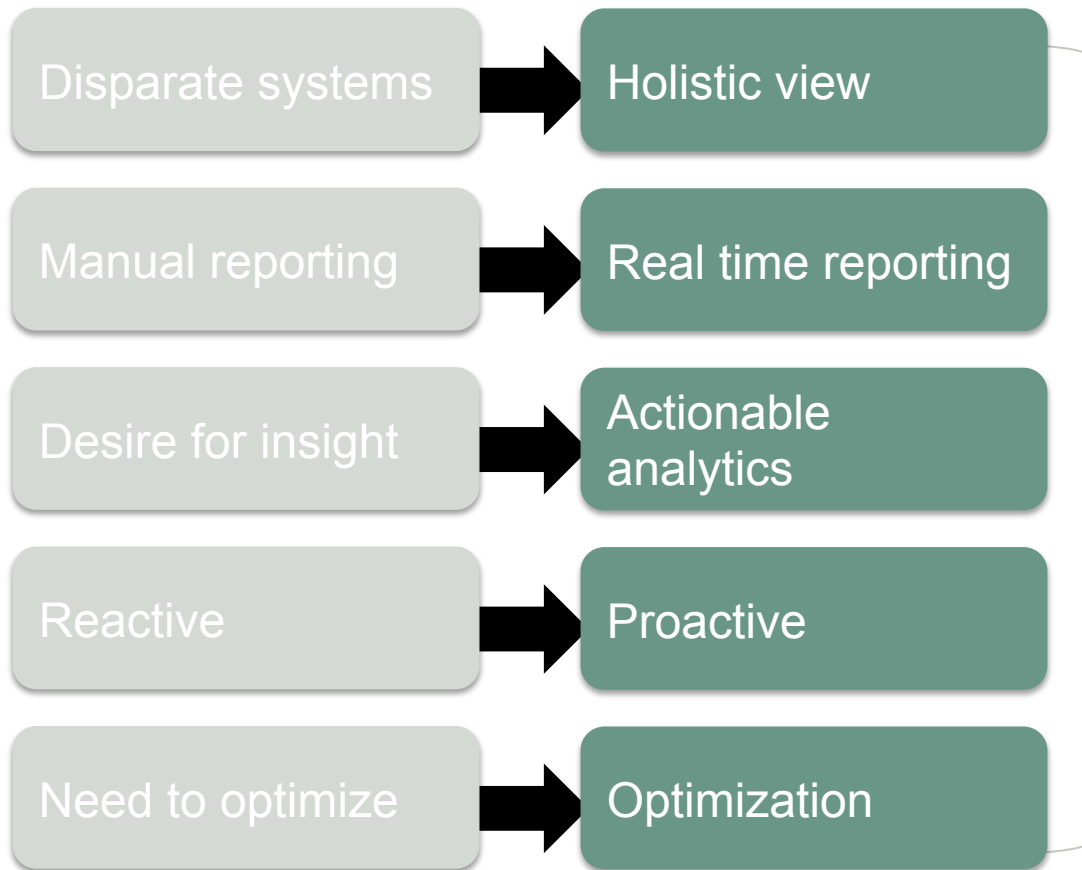 Disparate systems
Holistic view
Manual reporting
Real time reporting
Desire for insight
Actionable
analytics
Reactive
Proactive
Need to optimize
Optimization